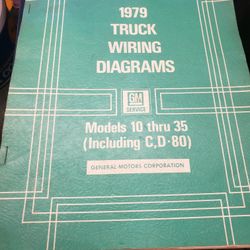 1979
TRUCK
WIRING
DIAGRAMS
GM
SERVICE
Models 10 thru 35
(Including C,D-80)
GENERAL MOTORS CORPORATION